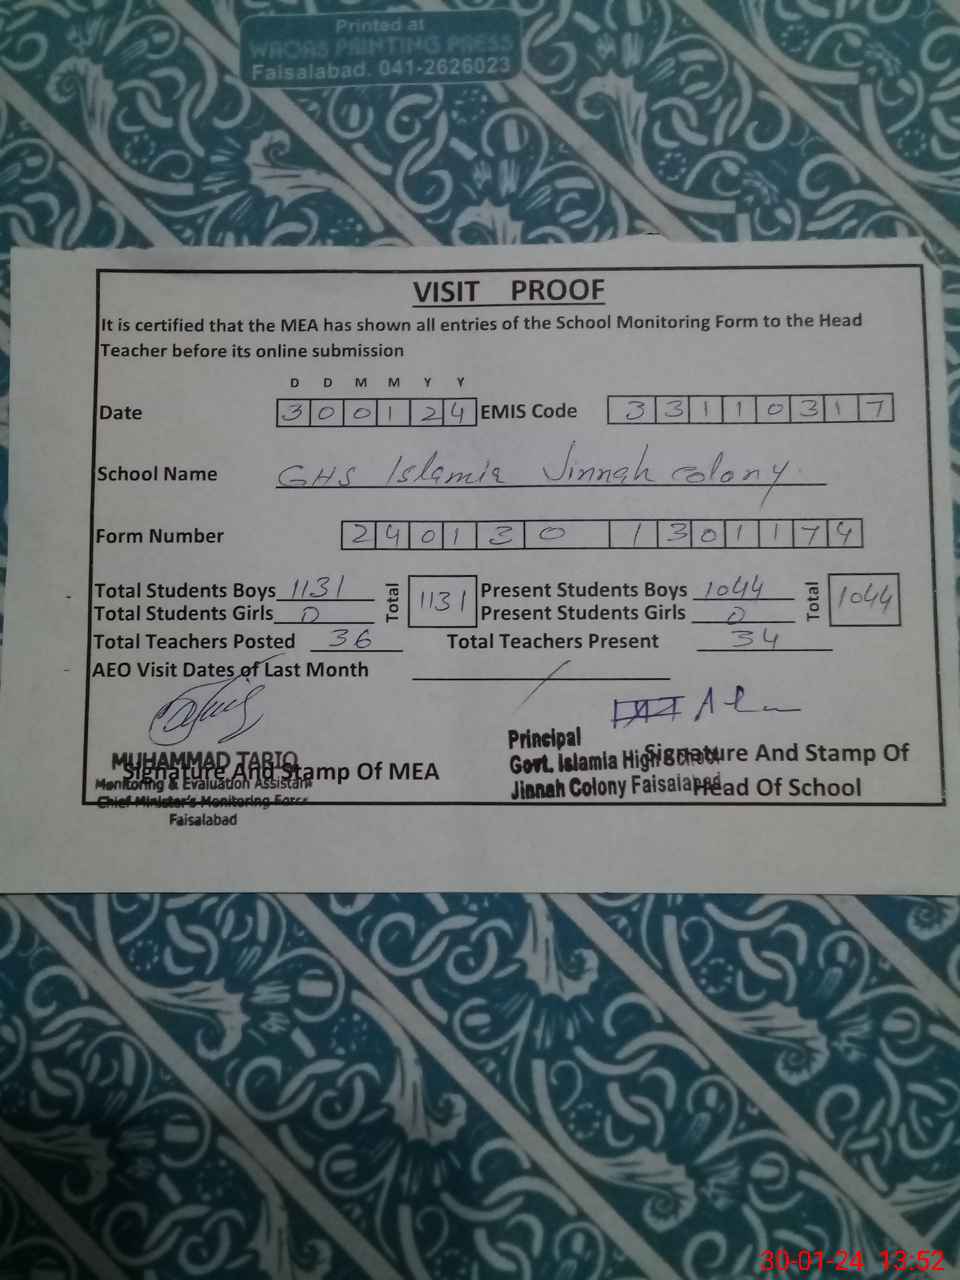 Printed at
WAQAS PRINTING PRESS
Faisalabad. 041-2626023
VISIT PROOF
It is certified that the MEA has shown all entries of the School Monitoring Form to the Head
Teacher before its online submission
D D M M Y Y
Date 3 0 0 1 2 4 EMIS Code 3 3 1 1 0 3 1 7
School Name GHS Islamia Jinnah colony.
Form Number 2 4 0 1 3 0 1 3 0 1 1 7 4
Total Students Boys 1131 Total 1131 Present Students Boys 1044 Total 1044
Total Students Girls 0 Present Students Girls 0
Total Teachers Posted 36 Total Teachers Present 34
AEO Visit Dates of Last Month /
MUHAMMAD TARIQ
Signature And Stamp Of MEA
Monitoring & Evaluation Assistant
Chief Minister's Monitoring Force
Faisalabad
Principal
Govt. Islamia High School
Jinnah Colony Faisalabad
Signature And Stamp Of
Head Of School
30-01-24 13:52